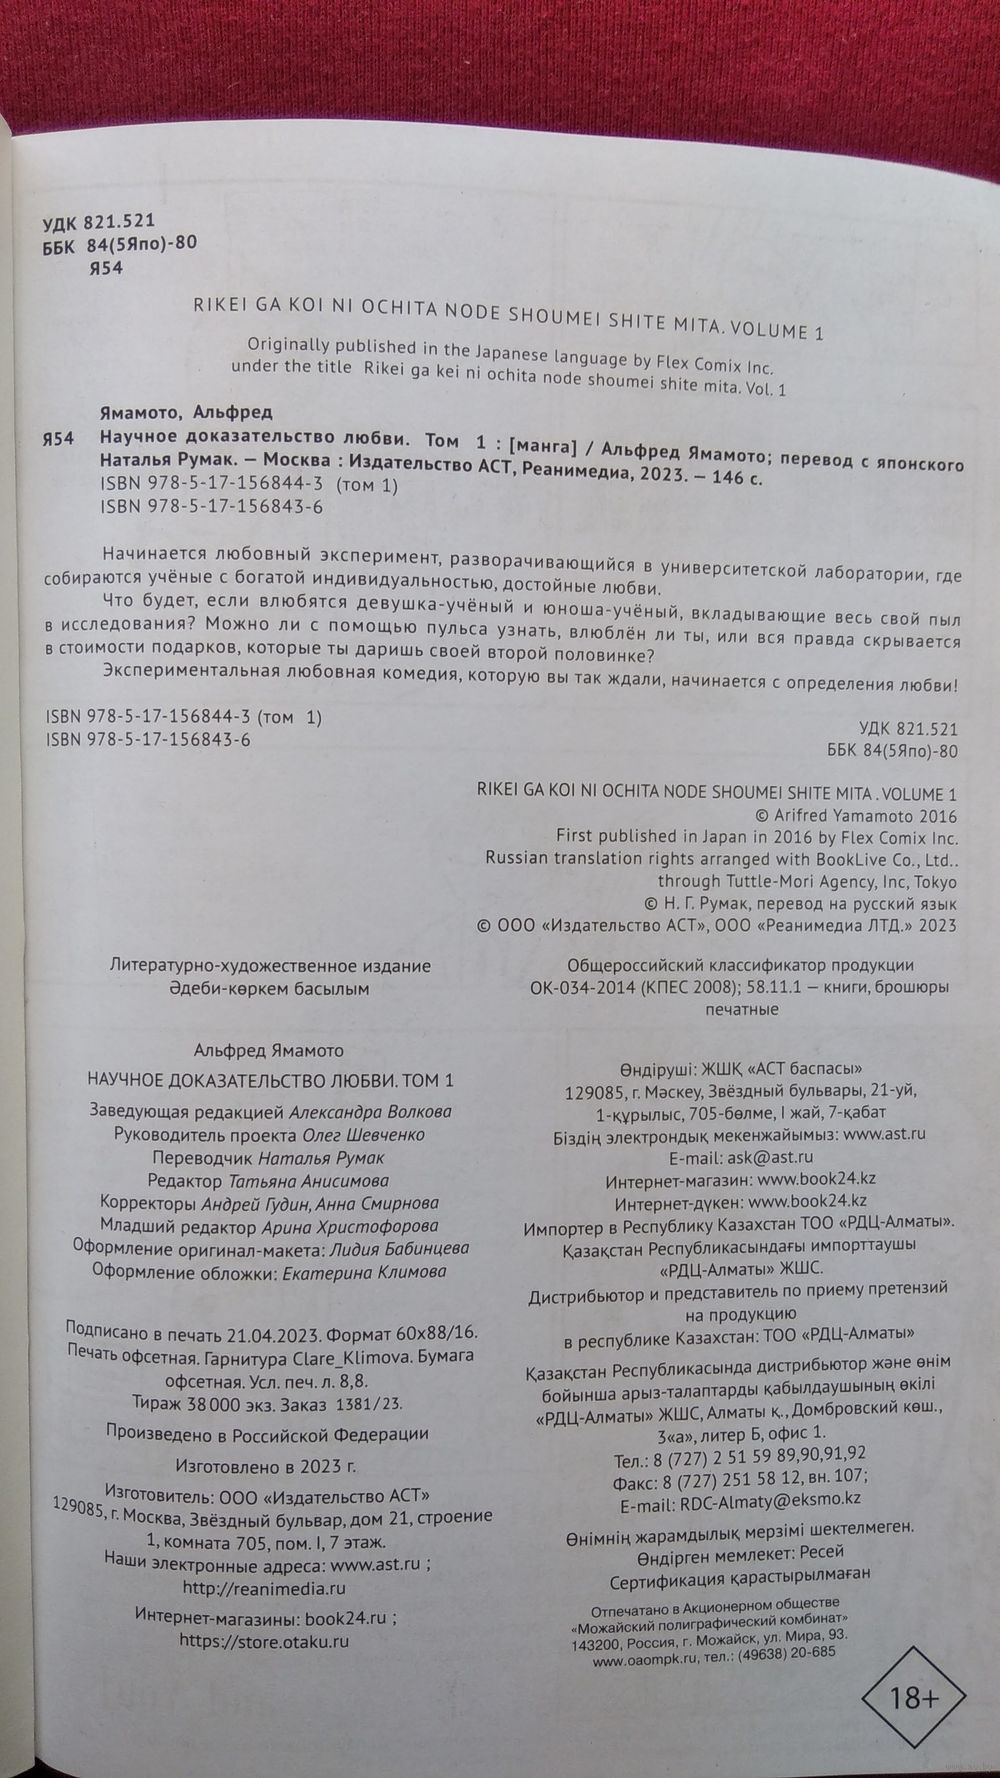 УДК 821.521
ББК 84(5Япо)-80
Я54
RIKEI GA KOI NI OCHITA NODE SHOUMEI SHITE MITA. VOLUME 1
Originally published in the Japanese language by Flex Comix Inc.
under the title Rikei ga kei ni ochita node shoumei shite mita. Vol. 1
Ямамото, Альфред
Я54 Научное доказательство любви. Том 1 : [манга] / Альфред Ямамото; перевод с японского
Наталья Румак. — Москва : Издательство АСТ, Реанимедиа, 2023. — 146 с.
ISBN 978-5-17-156844-3 (том 1)
ISBN 978-5-17-156843-6
Начинается любовный эксперимент, разворачивающийся в университетской лаборатории, где
собираются учёные с богатой индивидуальностью, достойные любви.
Что будет, если влюбятся девушка-учёный и юноша-учёный, вкладывающие весь свой пыл
в исследования? Можно ли с помощью пульса узнать, влюблён ли ты, или вся правда скрывается
в стоимости подарков, которые ты даришь своей второй половинке?
Экспериментальная любовная комедия, которую вы так ждали, начинается с определения любви!
ISBN 978-5-17-156844-3 (том 1)
ISBN 978-5-17-156843-6
УДК 821.521
ББК 84(5Япо)-80
RIKEI GA KOI NI OCHITA NODE SHOUMEI SHITE MITA . VOLUME 1
© Arifred Yamamoto 2016
First published in Japan in 2016 by Flex Comix Inc.
Russian translation rights arranged with BookLive Co., Ltd..
through Tuttle-Mori Agency, Inc, Tokyo
© Н. Г. Румак, перевод на русский язык
© ООО «Издательство АСТ», ООО «Реанимедиа ЛТД.» 2023
Литературно-художественное издание
Әдеби-көркем басылым
Альфред Ямамото
НАУЧНОЕ ДОКАЗАТЕЛЬСТВО ЛЮБВИ. ТОМ 1
Заведующая редакцией Александра Волкова
Руководитель проекта Олег Шевченко
Переводчик Наталья Румак
Редактор Татьяна Анисимова
Корректоры Андрей Гудин, Анна Смирнова
Младший редактор Арина Христофорова
Оформление оригинал-макета: Лидия Бабинцева
Оформление обложки: Екатерина Климова
Подписано в печать 21.04.2023. Формат 60х88/16.
Печать офсетная. Гарнитура Clare_Klimova. Бумага
офсетная. Усл. печ. л. 8,8.
Тираж 38 000 экз. Заказ 1381/23.
Произведено в Российской Федерации
Изготовлено в 2023 г.
Изготовитель: ООО «Издательство АСТ»
129085, г. Москва, Звёздный бульвар, дом 21, строение
1, комната 705, пом. I, 7 этаж.
Наши электронные адреса: www.ast.ru ;
http://reanimedia.ru
Интернет-магазины: book24.ru ;
https://store.otaku.ru
Общероссийский классификатор продукции
ОК-034-2014 (КПЕС 2008); 58.11.1 — книги, брошюры
печатные
Өндіруші: ЖШҚ «АСТ баспасы»
129085, г. Мәскеу, Звёздный бульвары, 21-уй,
1-құрылыс, 705-бөлме, I жай, 7-қабат
Біздің электрондық мекенжайымыз: www.ast.ru
E-mail: ask@ast.ru
Интернет-магазин: www.book24.kz
Интернет-дүкен: www.book24.kz
Импортер в Республику Казахстан ТОО «РДЦ-Алматы».
Қазақстан Республикасындағы импорттаушы
«РДЦ-Алматы» ЖШС.
Дистрибьютор и представитель по приему претензий
на продукцию
в республике Казахстан: ТОО «РДЦ-Алматы»
Қазақстан Республикасында дистрибьютор және өнім
бойынша арыз-талаптарды қабылдаушының өкілі
«РДЦ-Алматы» ЖШС, Алматы қ., Домбровский көш.,
3«а», литер Б, офис 1.
Тел.: 8 (727) 2 51 59 89,90,91,92
Факс: 8 (727) 251 58 12, вн. 107;
E-mail: RDC-Almaty@eksmo.kz
Өнімнің жарамдылық мерзімі шектелмеген.
Өндірген мемлекет: Ресей
Сертификация қарастырылмаған
Отпечатано в Акционерном обществе
«Можайский полиграфический комбинат»
143200, Россия, г. Можайск, ул. Мира, 93.
www.oaompk.ru, тел.: (49638) 20-685
18+